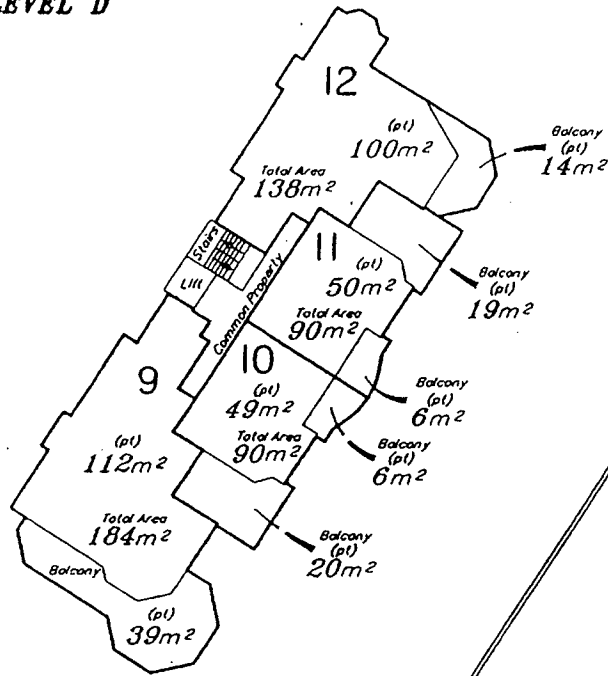 LEVEL D
12
(pt)
100m²
Total Area
138m²
Balcony
(pt)
14m²
Stairs
Lift
Common Property
11
(pt)
50m²
Total Area
90m²
Balcony
(pt)
19m²
9
(pt)
112m²
Total Area
184m²
10
(pt)
49m²
Total Area
90m²
Balcony
(pt)
6m²
Balcony
(pt)
6m²
Balcony
(pt)
20m²
Balcony
(pt)
39m²